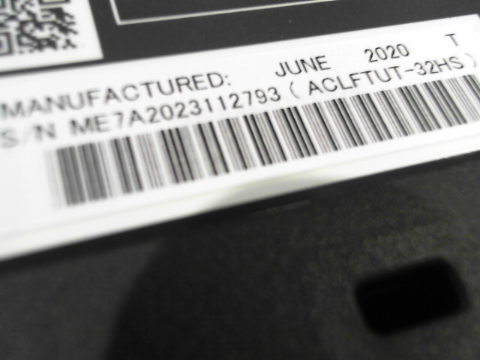 MANUFACTURED: JUNE 2020 T
S/N ME7A2023112793 (ACLFTUT-32HS)